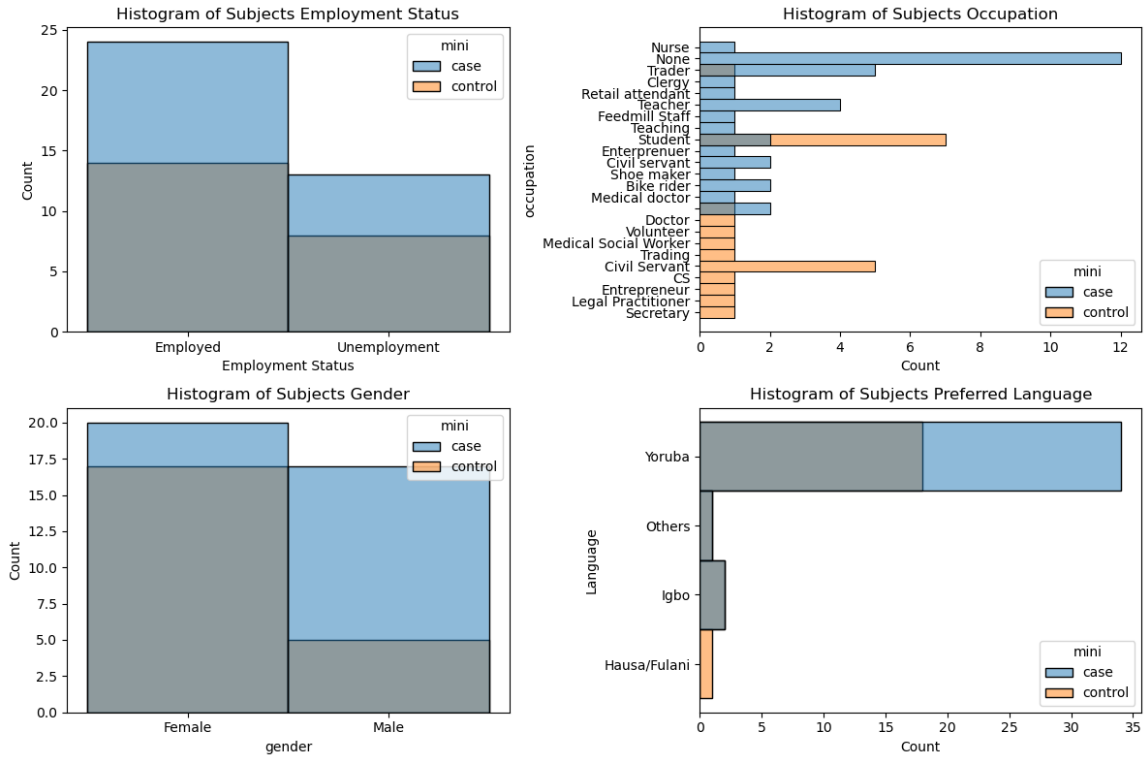 Histogram of Subjects Employment Status
25
20
15
10
5
0
Count
Employed
Unemployment
Employment Status
mini
case
control
Histogram of Subjects Occupation
occupation
Nurse
None
Trader
Clergy
Retail attendant
Teacher
Feedmill Staff
Teaching
Student
Enterprenuer
Civil servant
Shoe maker
Bike rider
Medical doctor
Doctor
Volunteer
Medical Social Worker
Trading
Civil Servant
CS
Entrepreneur
Legal Practitioner
Secretary
0 2 4 6 8 10 12
Count
mini
case
control
Histogram of Subjects Gender
20.0
17.5
15.0
12.5
10.0
7.5
5.0
2.5
0.0
Count
Female
Male
gender
mini
case
control
Histogram of Subjects Preferred Language
Language
Yoruba
Others
Igbo
Hausa/Fulani
0 5 10 15 20 25 30 35
Count
mini
case
control